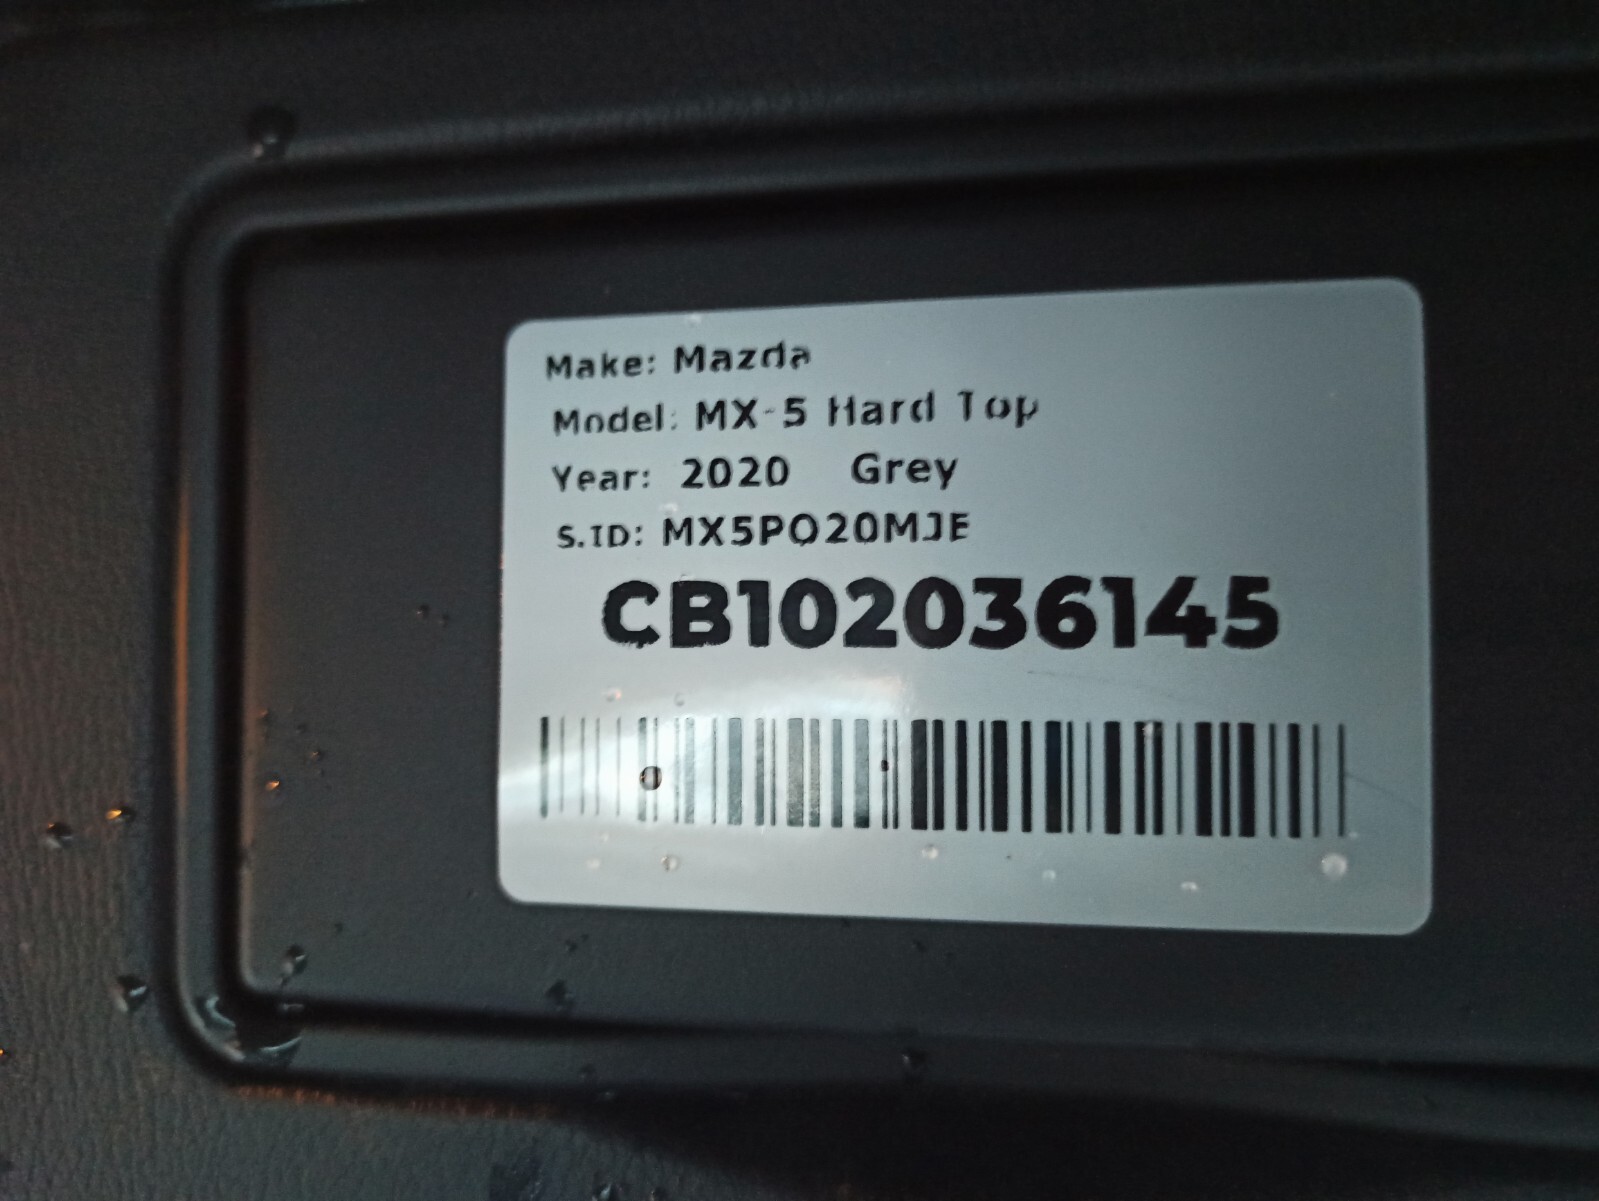 Make: Mazda
Model: MX-5 Hard Top
Year: 2020 Grey
S.ID: MX5PO20MJE
CB102036145